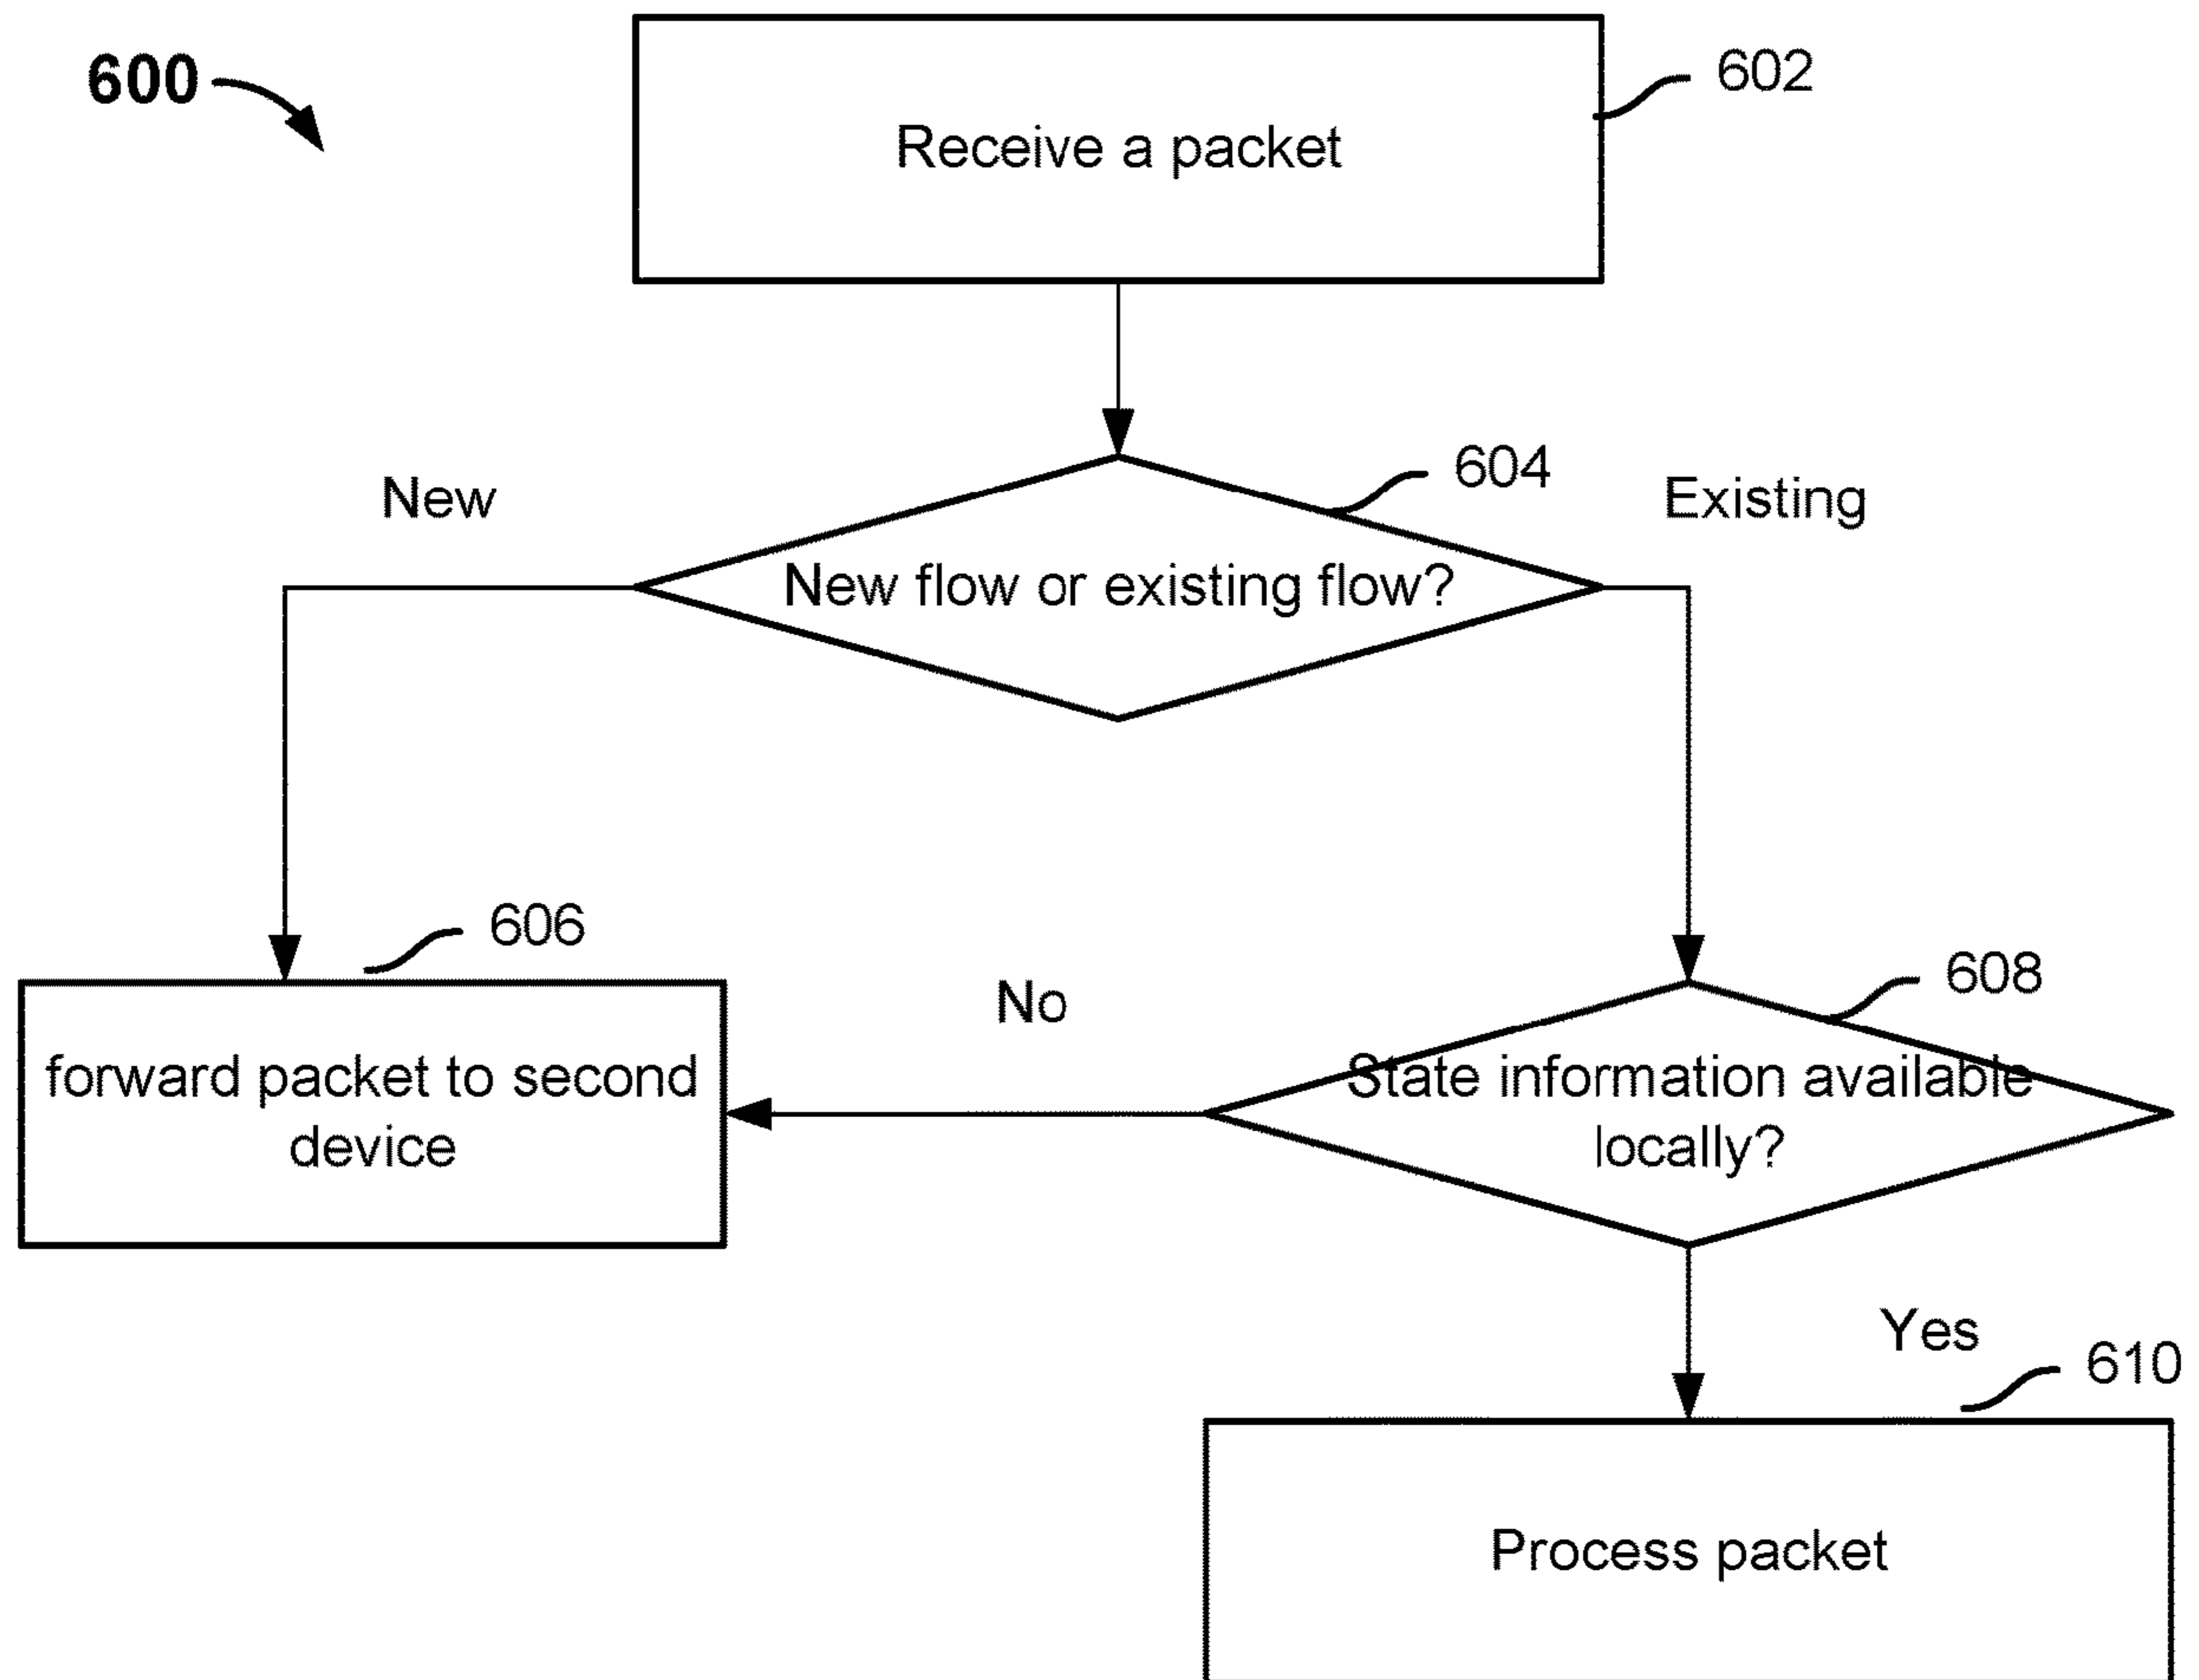 600
602
Receive a packet
604
New
Existing
New flow or existing flow?
606
608
No
forward packet to second
device
State information available
locally?
Yes
610
Process packet